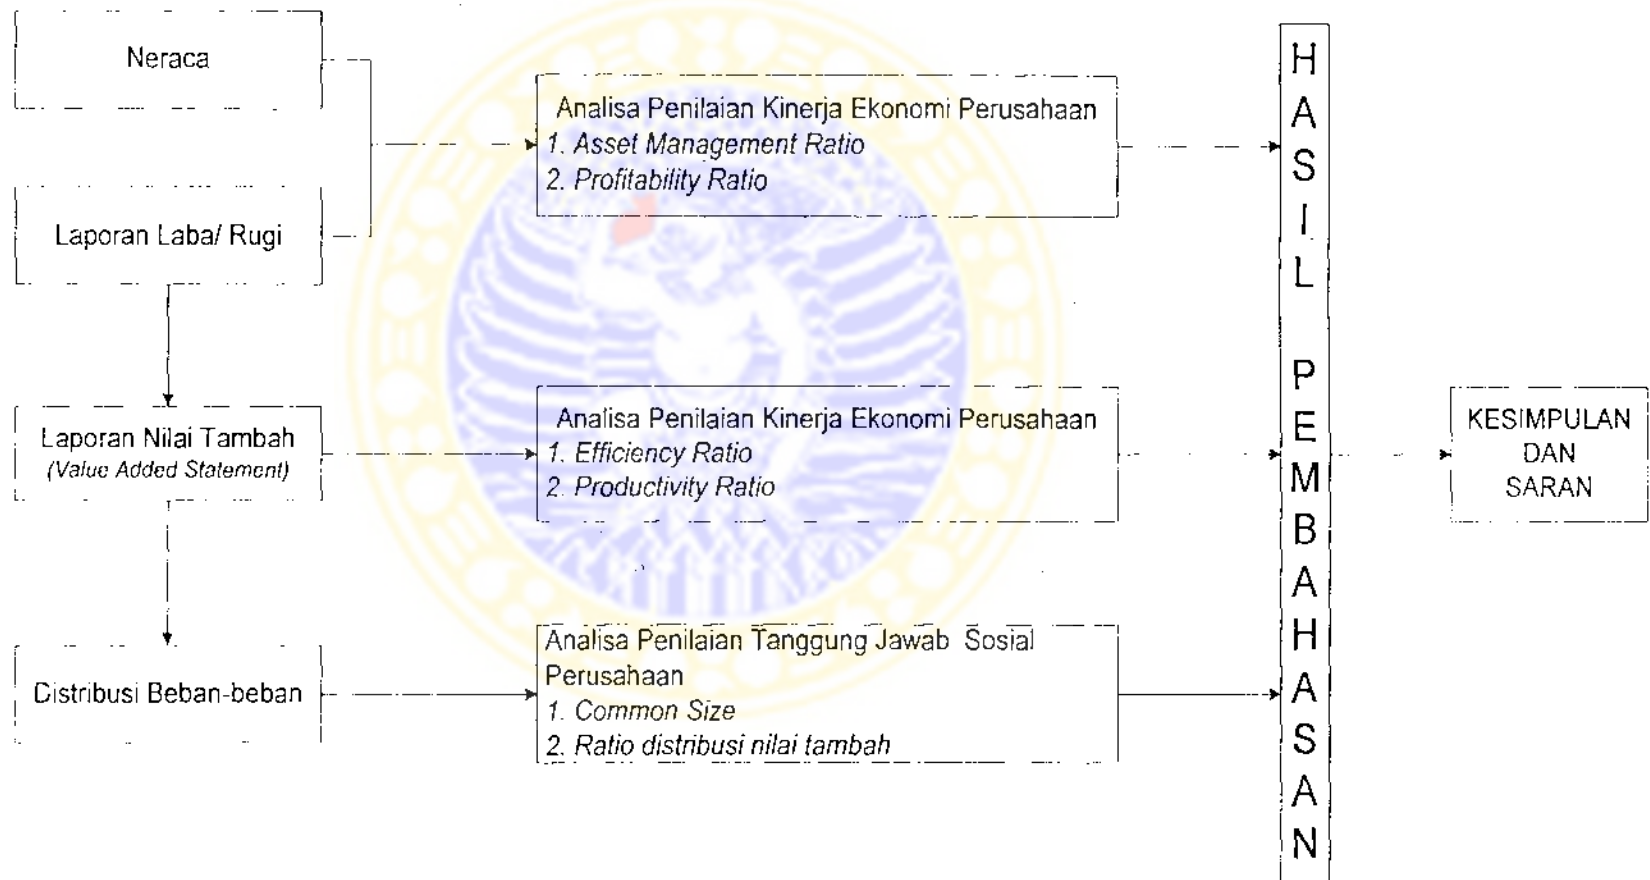 Neraca
Laporan Laba/ Rugi
Laporan Nilai Tambah
(Value Added Statement)
Distribusi Beban-beban
Analisa Penilaian Kinerja Ekonomi Perusahaan
1. Asset Management Ratio
2. Profitability Ratio
Analisa Penilaian Kinerja Ekonomi Perusahaan
1. Efficiency Ratio
2. Productivity Ratio
Analisa Penilaian Tanggung Jawab Sosial
Perusahaan
1. Common Size
2. Ratio distribusi nilai tambah
HASIL PEMBAHASAN
KESIMPULAN
DAN
SARAN